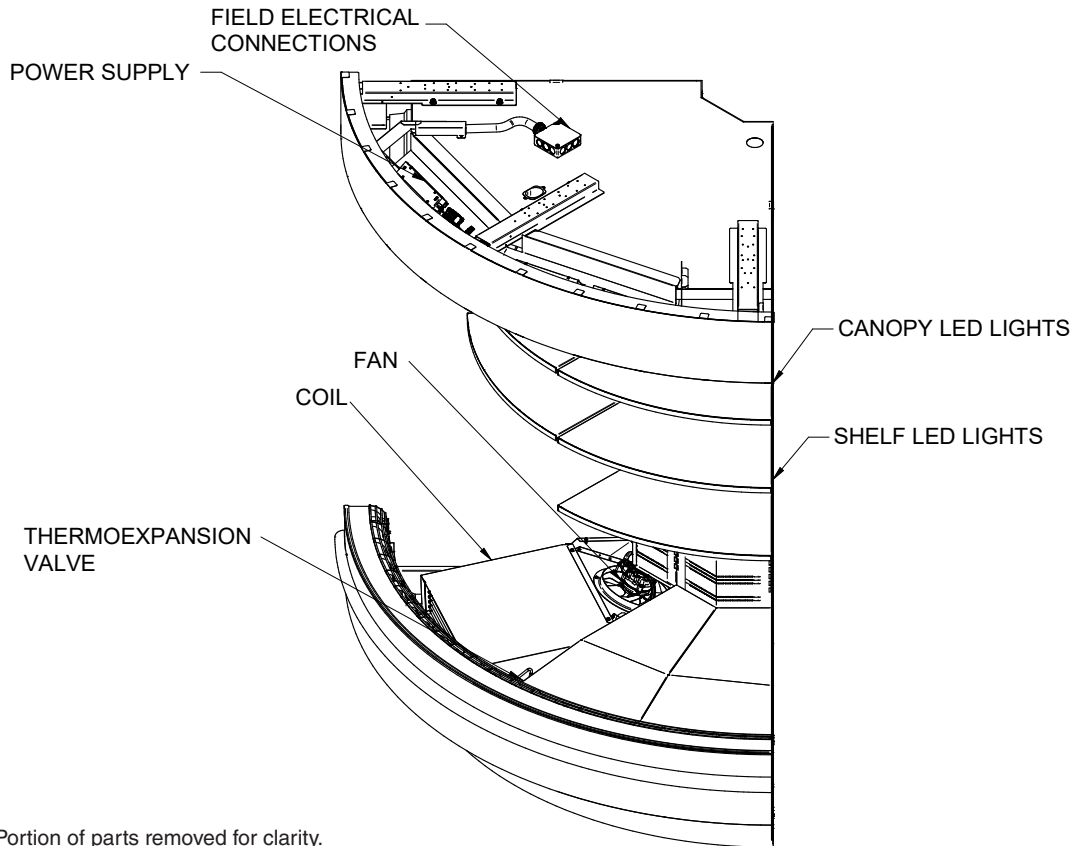 FIELD ELECTRICAL
CONNECTIONS
POWER SUPPLY
CANOPY LED LIGHTS
FAN
COIL
SHELF LED LIGHTS
THERMOEXPANSION
VALVE
Portion of parts removed for clarity.